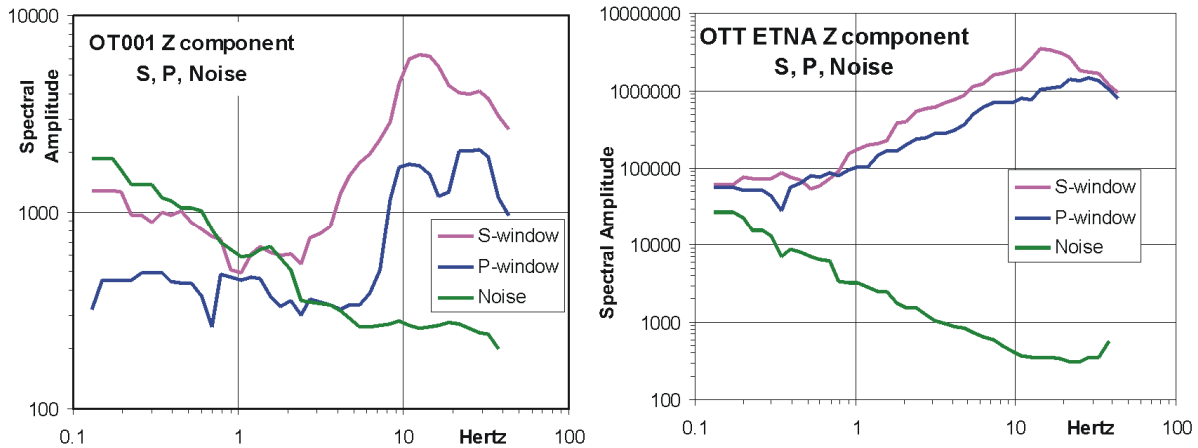 OT001 Z component
S, P, Noise
Spectral
Amplitude
10000
1000
100
0.1
1
10
Hertz
100
S-window
P-window
Noise
OTT ETNA Z component
S, P, Noise
Spectral Amplitude
10000000
1000000
100000
10000
1000
100
0.1
1
10
Hertz
100
S-window
P-window
Noise